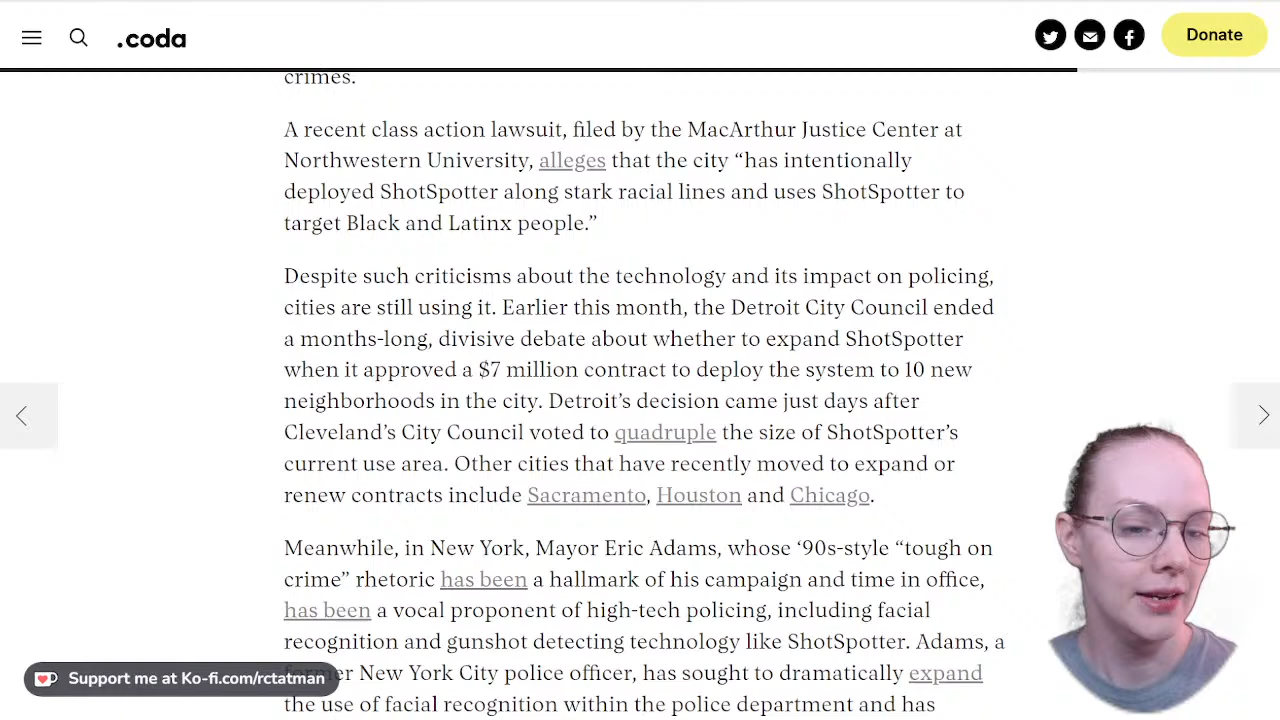 .coda
Donate
crimes.
A recent class action lawsuit, filed by the MacArthur Justice Center at
Northwestern University, alleges that the city “has intentionally
deployed ShotSpotter along stark racial lines and uses ShotSpotter to
target Black and Latinx people.”
Despite such criticisms about the technology and its impact on policing,
cities are still using it. Earlier this month, the Detroit City Council ended
a months-long, divisive debate about whether to expand ShotSpotter
when it approved a $7 million contract to deploy the system to 10 new
neighborhoods in the city. Detroit’s decision came just days after
Cleveland’s City Council voted to quadruple the size of ShotSpotter’s
current use area. Other cities that have recently moved to expand or
renew contracts include Sacramento, Houston and Chicago.
Meanwhile, in New York, Mayor Eric Adams, whose ‘90s-style “tough on
crime” rhetoric has been a hallmark of his campaign and time in office,
has been a vocal proponent of high-tech policing, including facial
recognition and gunshot detecting technology like ShotSpotter. Adams, a
former New York City police officer, has sought to dramatically expand
Support me at Ko-fi.com/rctatman
the use of facial recognition within the police department and has